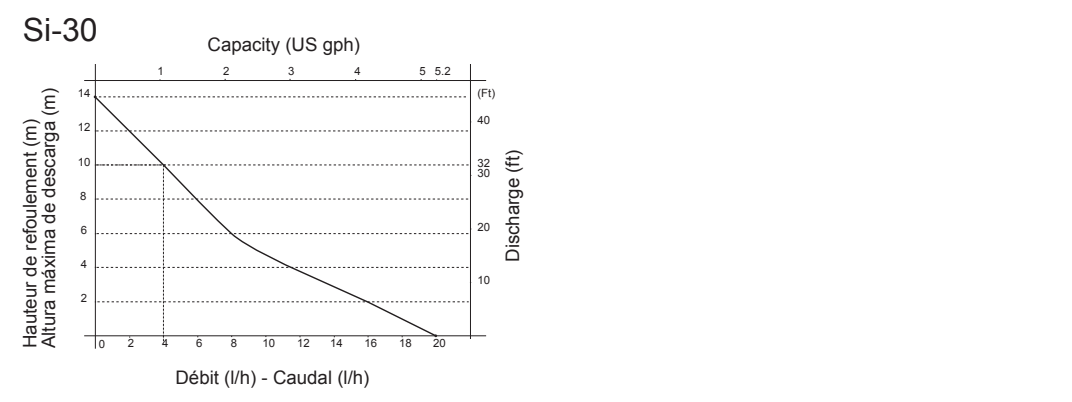 Si-30
Capacity (US gph)
1 2 3 4 5 5.2
Hauteur de refoulement (m)
Altura máxima de descarga (m)
14
12
10
8
6
4
2
(Ft)
40
32
30
20
10
Discharge (ft)
0 2 4 6 8 10 12 14 16 18 20
Débit (l/h) - Caudal (l/h)